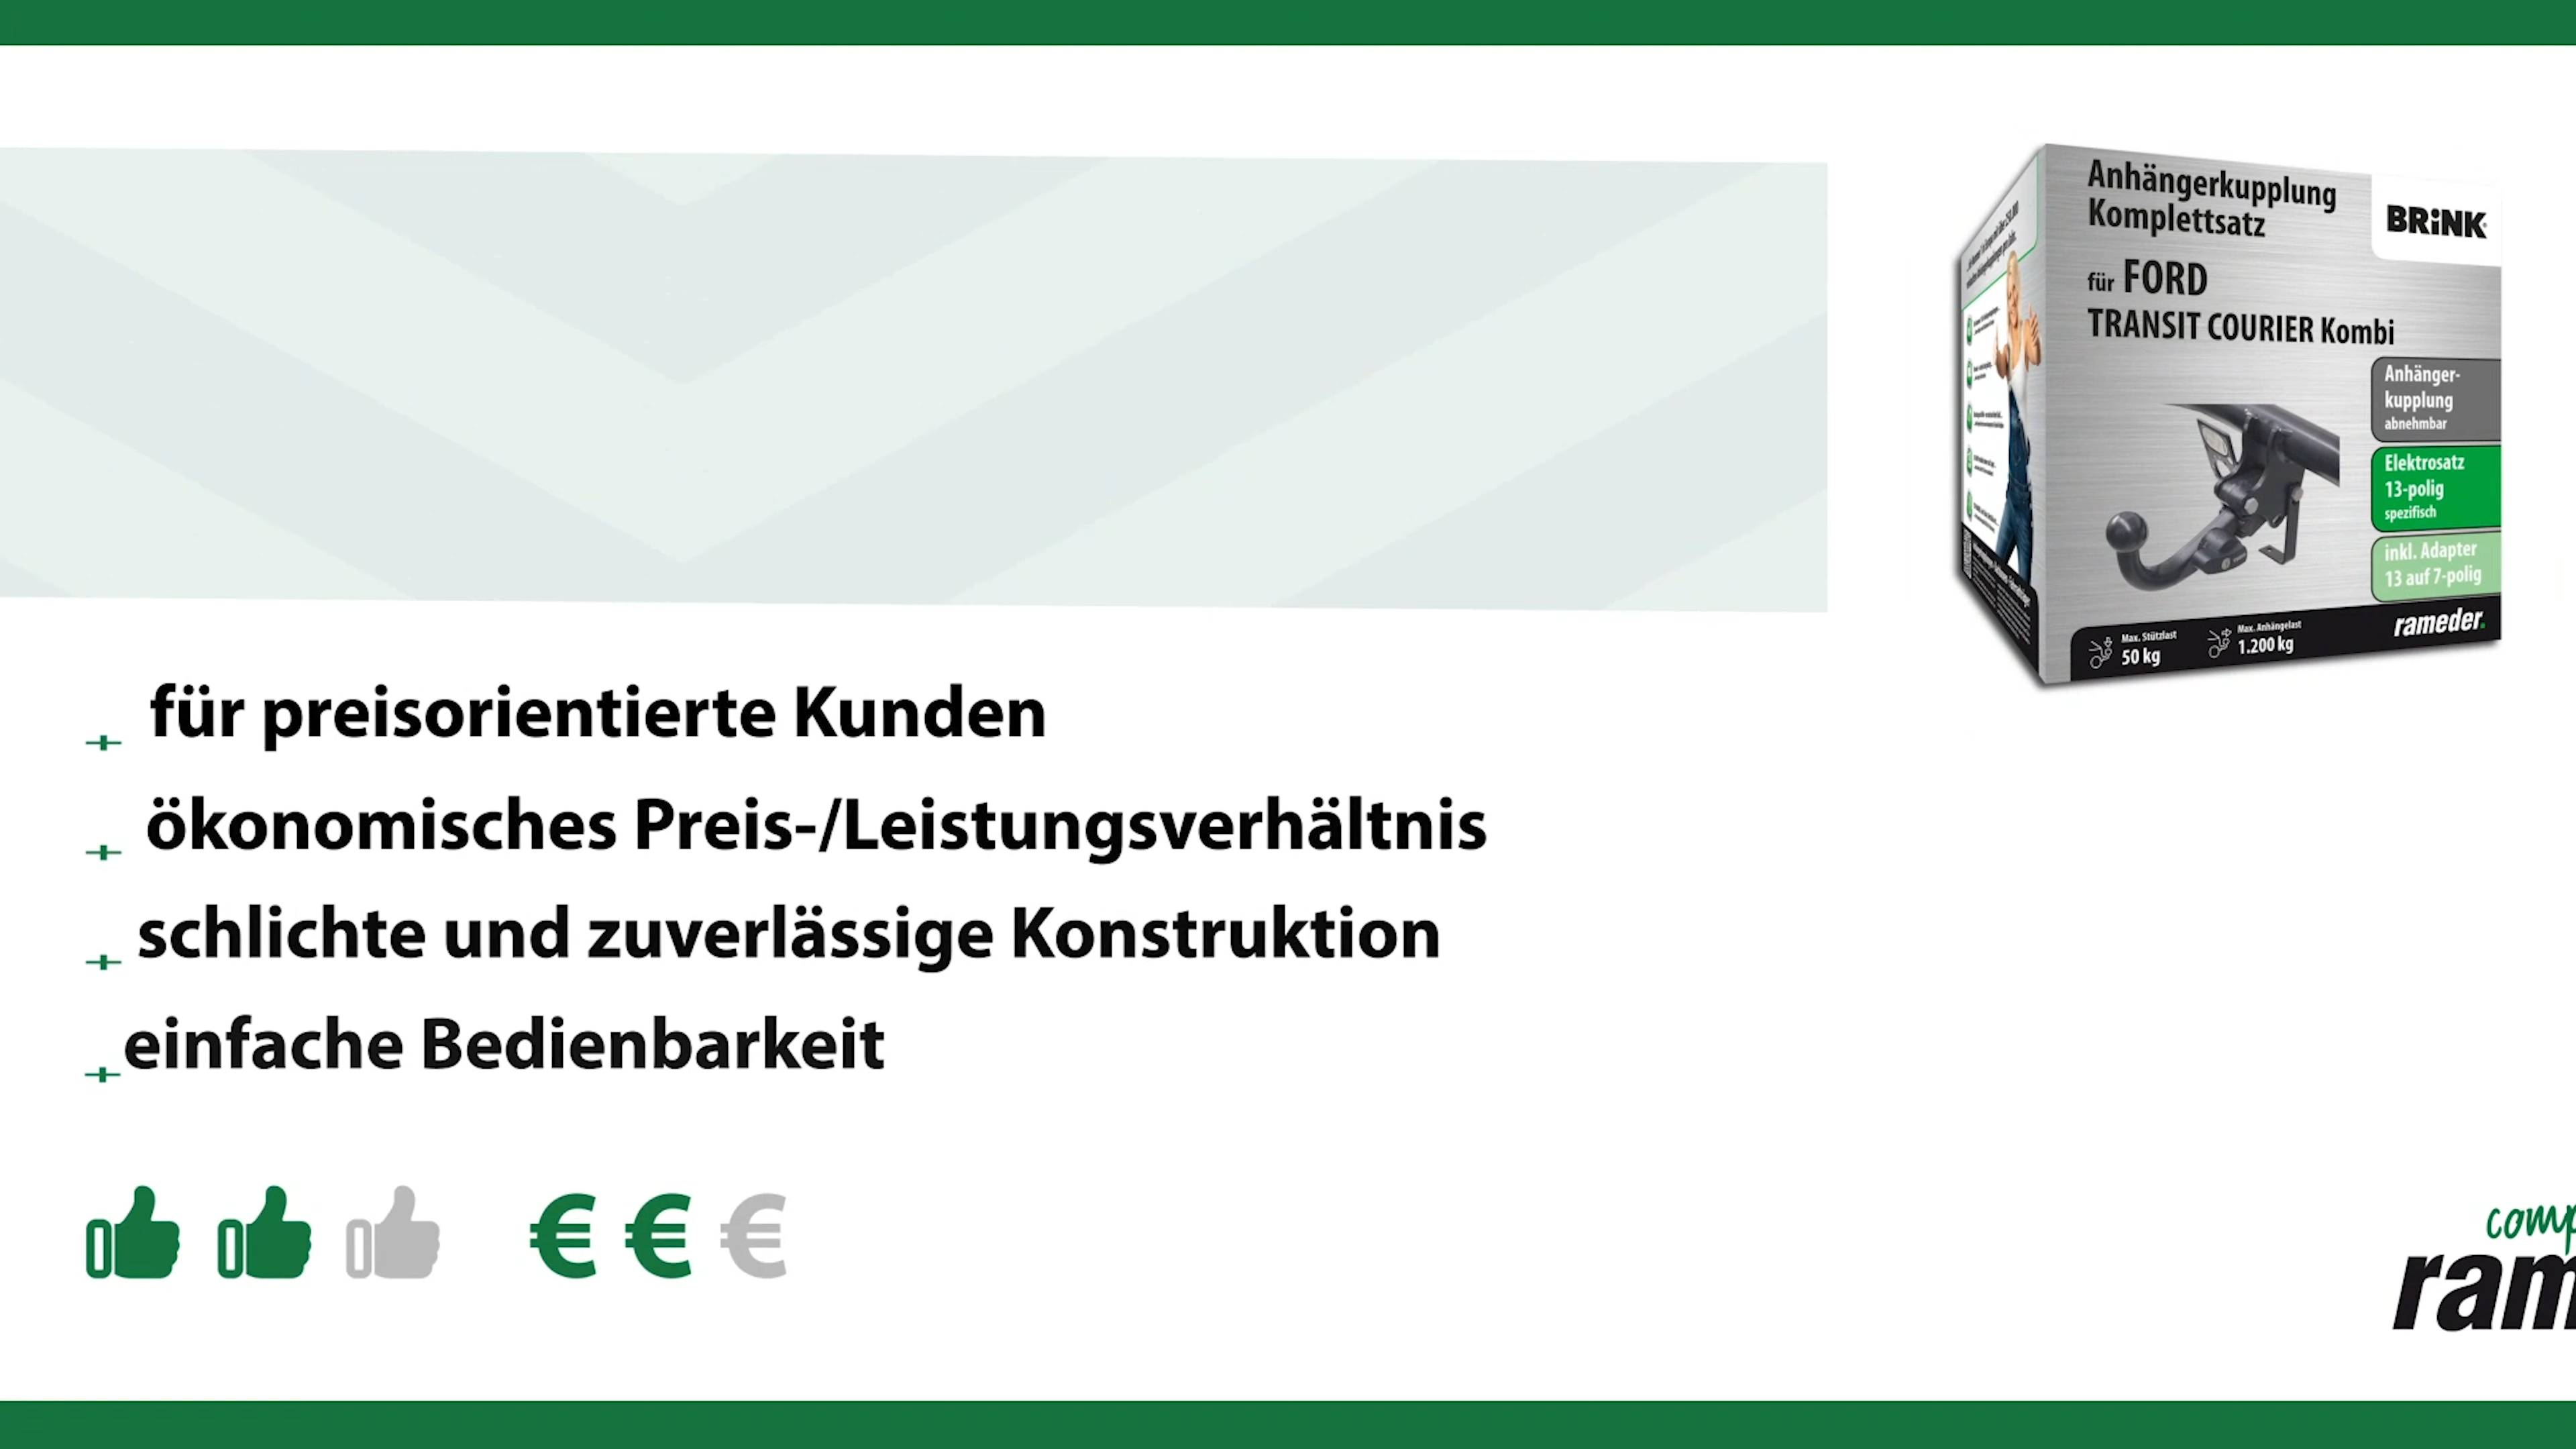 Anhängerkupplung
Komplettsatz
BRiNK
für FORD
TRANSIT COURIER Kombi
Anhänger-
kupplung
abnehmbar
Elektrosatz
13-polig
spezifisch
inkl. Adapter
13 auf 7-polig
Max. Stützlast
50 kg
Max. Anhängelast
1.200 kg
rameder.
für preisorientierte Kunden
ökonomisches Preis-/Leistungsverhältnis
schlichte und zuverlässige Konstruktion
einfache Bedienbarkeit
€ € €
comp
ram